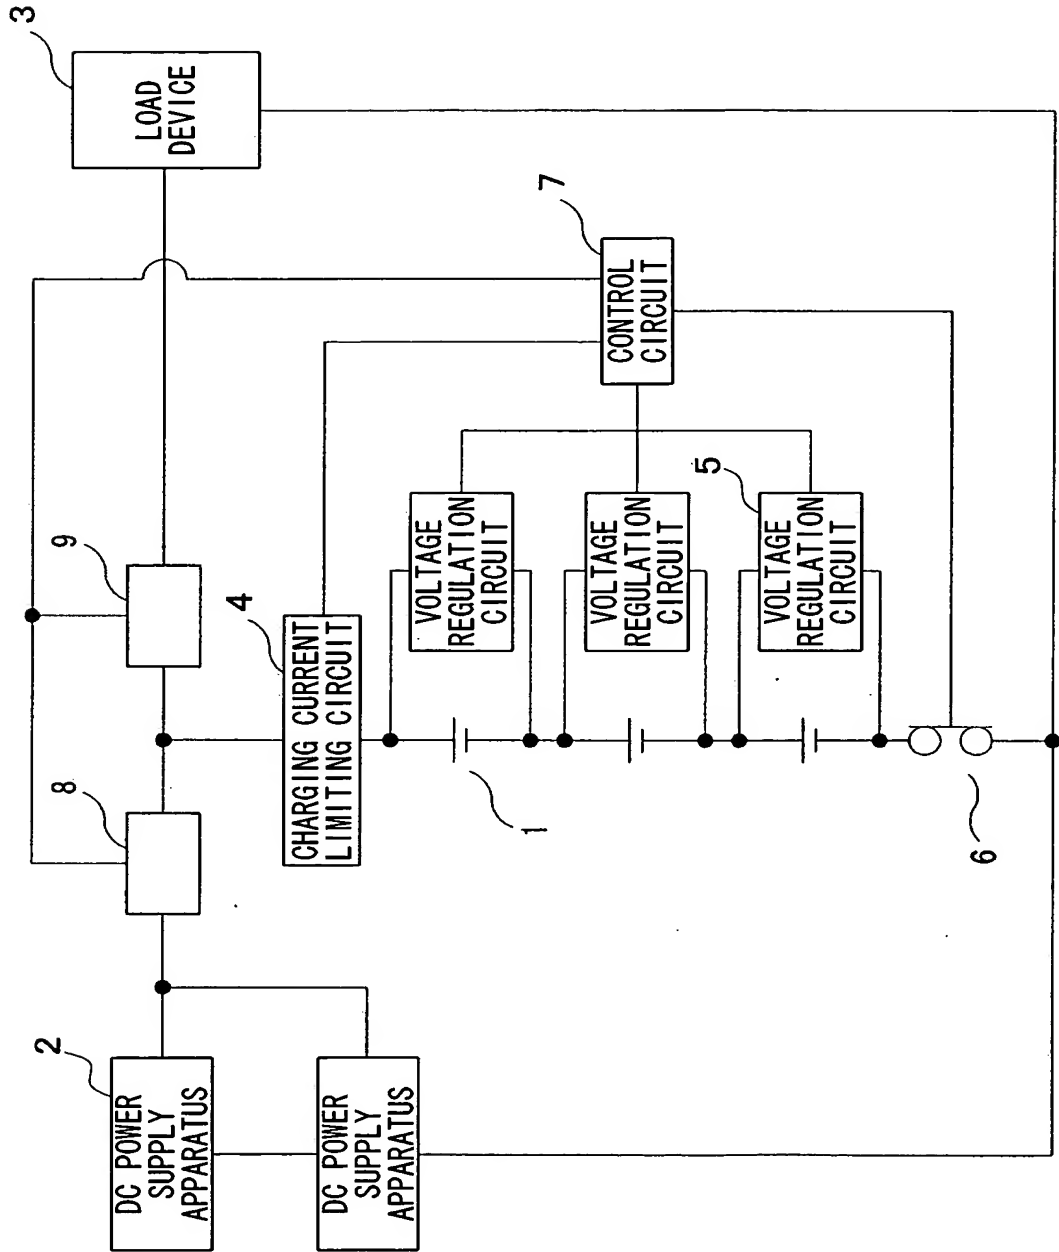 3
LOAD
DEVICE
7
CONTROL
CIRCUIT
9
4
CHARGING CURRENT
LIMITING CIRCUIT
VOLTAGE
REGULATION
CIRCUIT
VOLTAGE
REGULATION
CIRCUIT
5
VOLTAGE
REGULATION
CIRCUIT
8
1
6
2
DC POWER
SUPPLY
APPARATUS
DC POWER
SUPPLY
APPARATUS